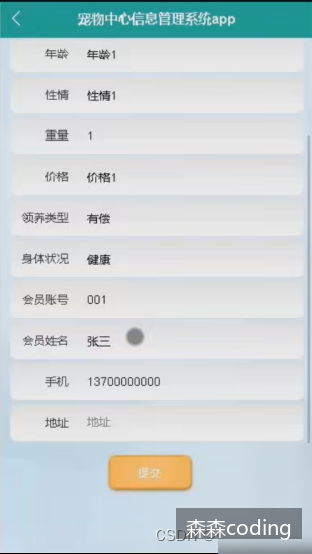 宠物中心信息管理系统app
年龄 年龄1
性情 性情1
重量 1
价格 价格1
领养类型 有偿
身体状况 健康
会员账号 001
会员姓名 张三
手机 13700000000
地址 地址
提交
森森coding